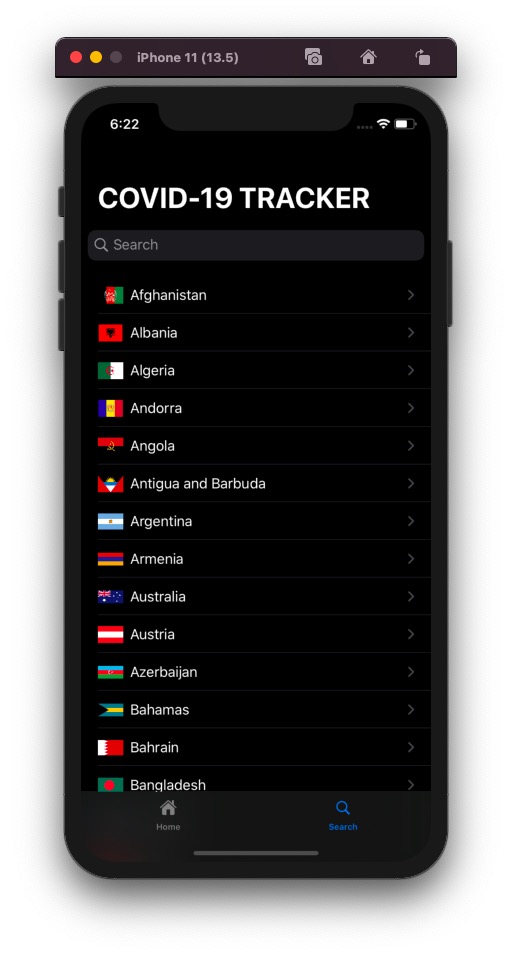 iPhone 11 (13.5)
6:22
COVID-19 TRACKER
Search
Afghanistan
Albania
Algeria
Andorra
Angola
Antigua and Barbuda
Argentina
Armenia
Australia
Austria
Azerbaijan
Bahamas
Bahrain
Bangladesh
Home
Search